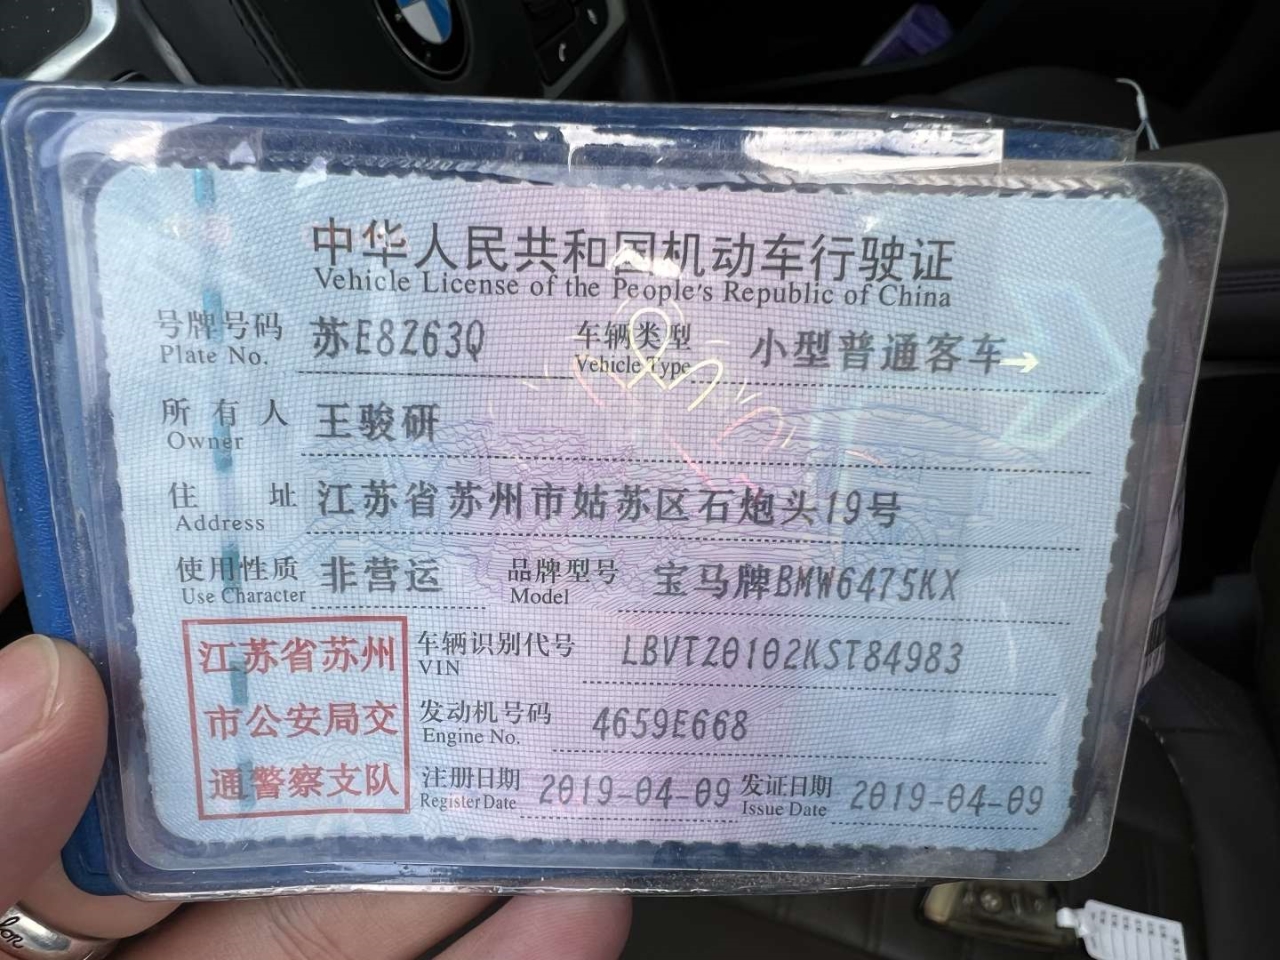 中华人民共和国机动车行驶证
Vehicle License of the People's Republic of China
号牌号码 苏E8Z63Q 车辆类型 小型普通客车
Plate No. Vehicle Type
所有人 王骏研
Owner
住址 江苏省苏州市姑苏区石炮头19号
Address
使用性质 非营运 品牌型号 宝马牌BMW6475KX
Use Character Model
江苏省苏州
市公安局交
通警察支队
车辆识别代号 LBVTZ0102KST84983
VIN
发动机号码 4659E668
Engine No.
注册日期 2019-04-09 发证日期 2019-04-09
Register Date Issue Date